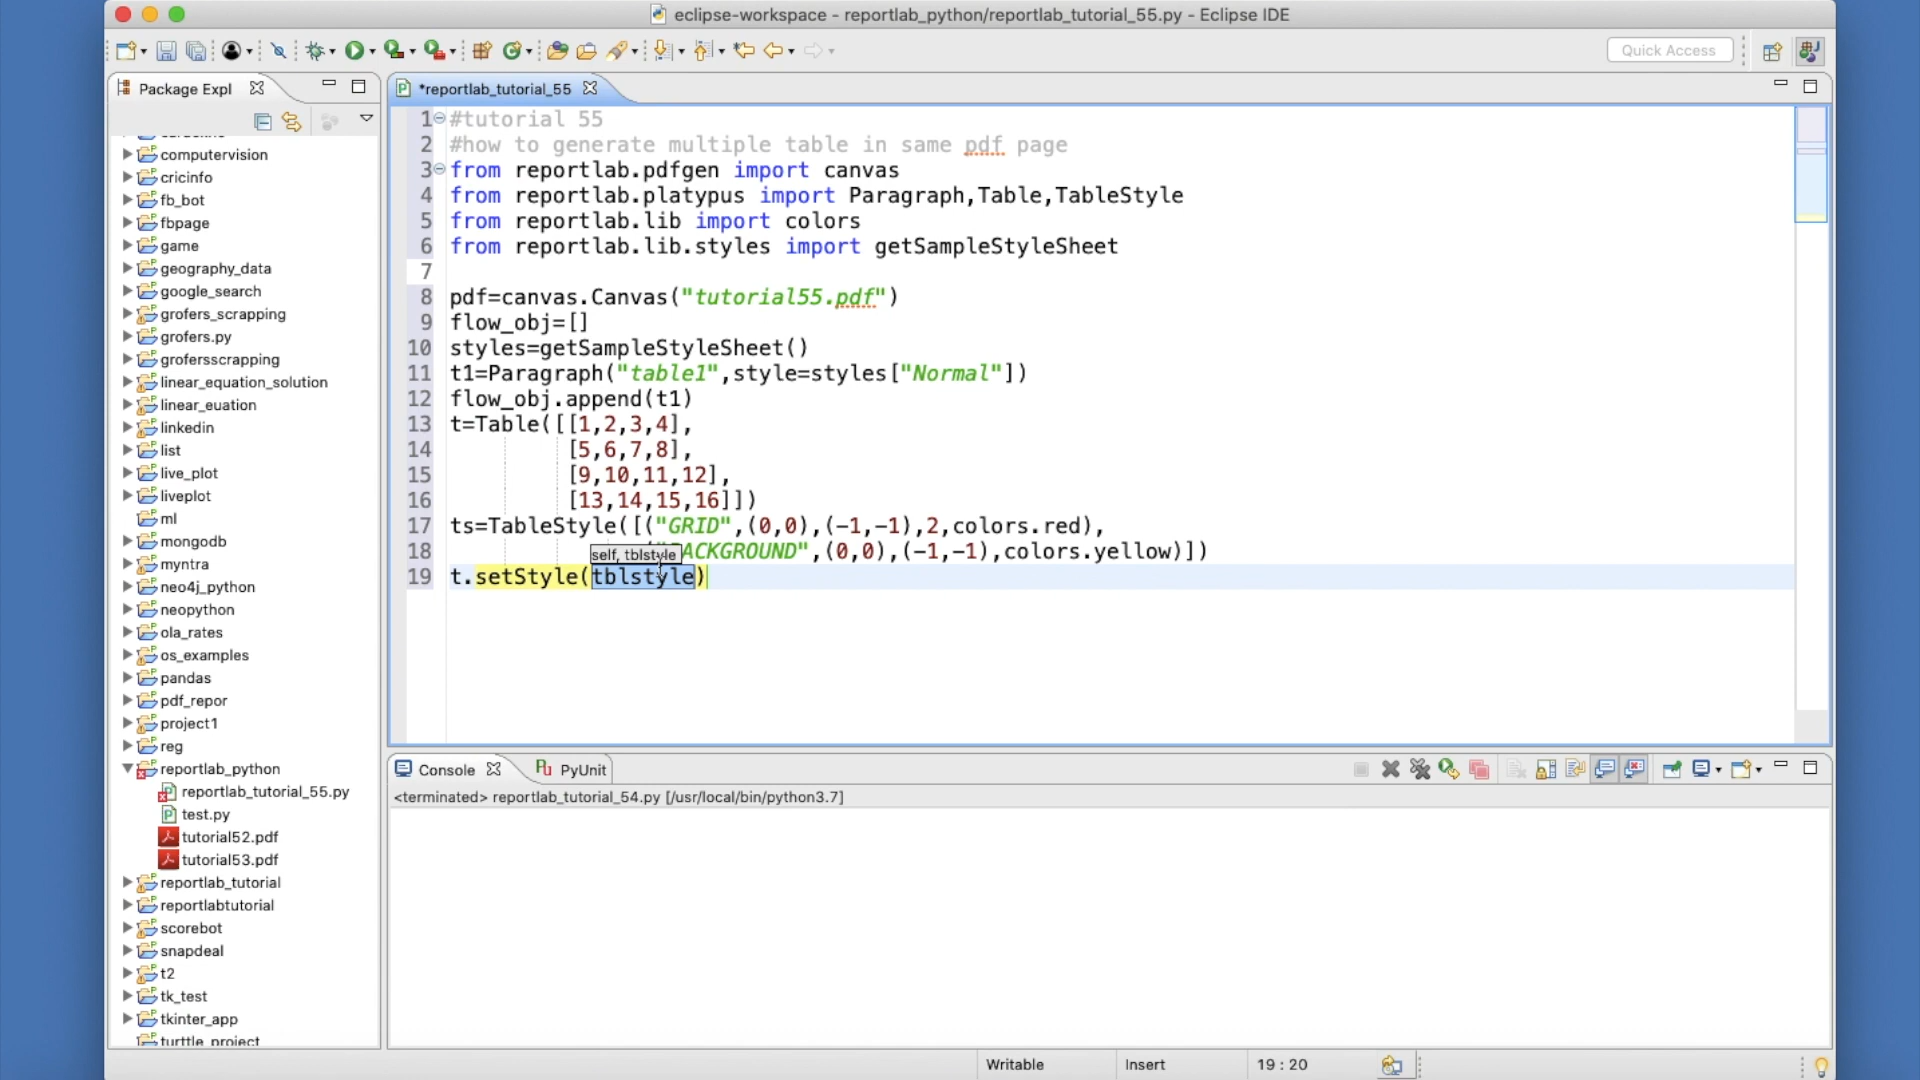 eclipse-workspace - reportlab_python/reportlab_tutorial_55.py - Eclipse IDE
Quick Access
Package Expl
*reportlab_tutorial_55
computervision
cricinfo
fb_bot
fbpage
game
geography_data
google_search
grofers_scrapping
grofers.py
grofersscrapping
linear_equation_solution
linear_euation
linkedin
list
live_plot
liveplot
ml
mongodb
myntra
neo4j_python
neopython
ola_rates
os_examples
pandas
pdf_repor
project1
reg
reportlab_python
reportlab_tutorial_55.py
test.py
tutorial52.pdf
tutorial53.pdf
reportlab_tutorial
reportlabtutorial
scorebot
snapdeal
t2
tk_test
tkinter_app
turttle_project
1 #tutorial 55
2 #how to generate multiple table in same pdf page
3 from reportlab.pdfgen import canvas
4 from reportlab.platypus import Paragraph,Table,TableStyle
5 from reportlab.lib import colors
6 from reportlab.lib.styles import getSampleStyleSheet
7
8 pdf=canvas.Canvas("tutorial55.pdf")
9 flow_obj=[]
10 styles=getSampleStyleSheet()
11 t1=Paragraph("table1",style=styles["Normal"])
12 flow_obj.append(t1)
13 t=Table([[1,2,3,4],
14 [5,6,7,8],
15 [9,10,11,12],
16 [13,14,15,16]])
17 ts=TableStyle([("GRID",(0,0),(-1,-1),2,colors.red),
18 ACKGROUND",(0,0),(-1,-1),colors.yellow)])
self, tblstyle
19 t.setStyle(tblstyle)
Console
PyUnit
<terminated> reportlab_tutorial_54.py [/usr/local/bin/python3.7]
Writable
Insert
19 : 20